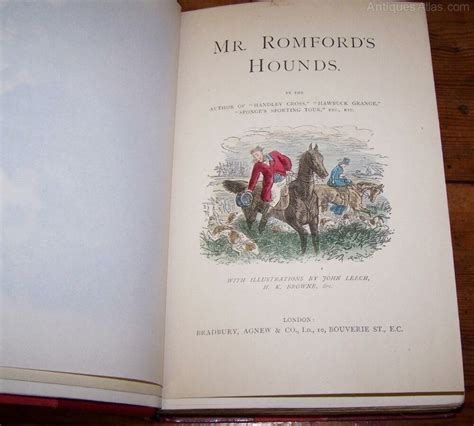 Antiques Atlas.com
MR. ROMFORD'S
HOUNDS.
BY THE
AUTHOR OF "HANDLEY CROSS," "HAWBUCK GRANGE,"
"SPONGE'S SPORTING TOUR," ETC., ETC.
WITH ILLUSTRATIONS BY JOHN LEECH,
H. K. BROWNE, &c.
LONDON:
BRADBURY, AGNEW & CO., LD., 10, BOUVERIE ST., E.C.